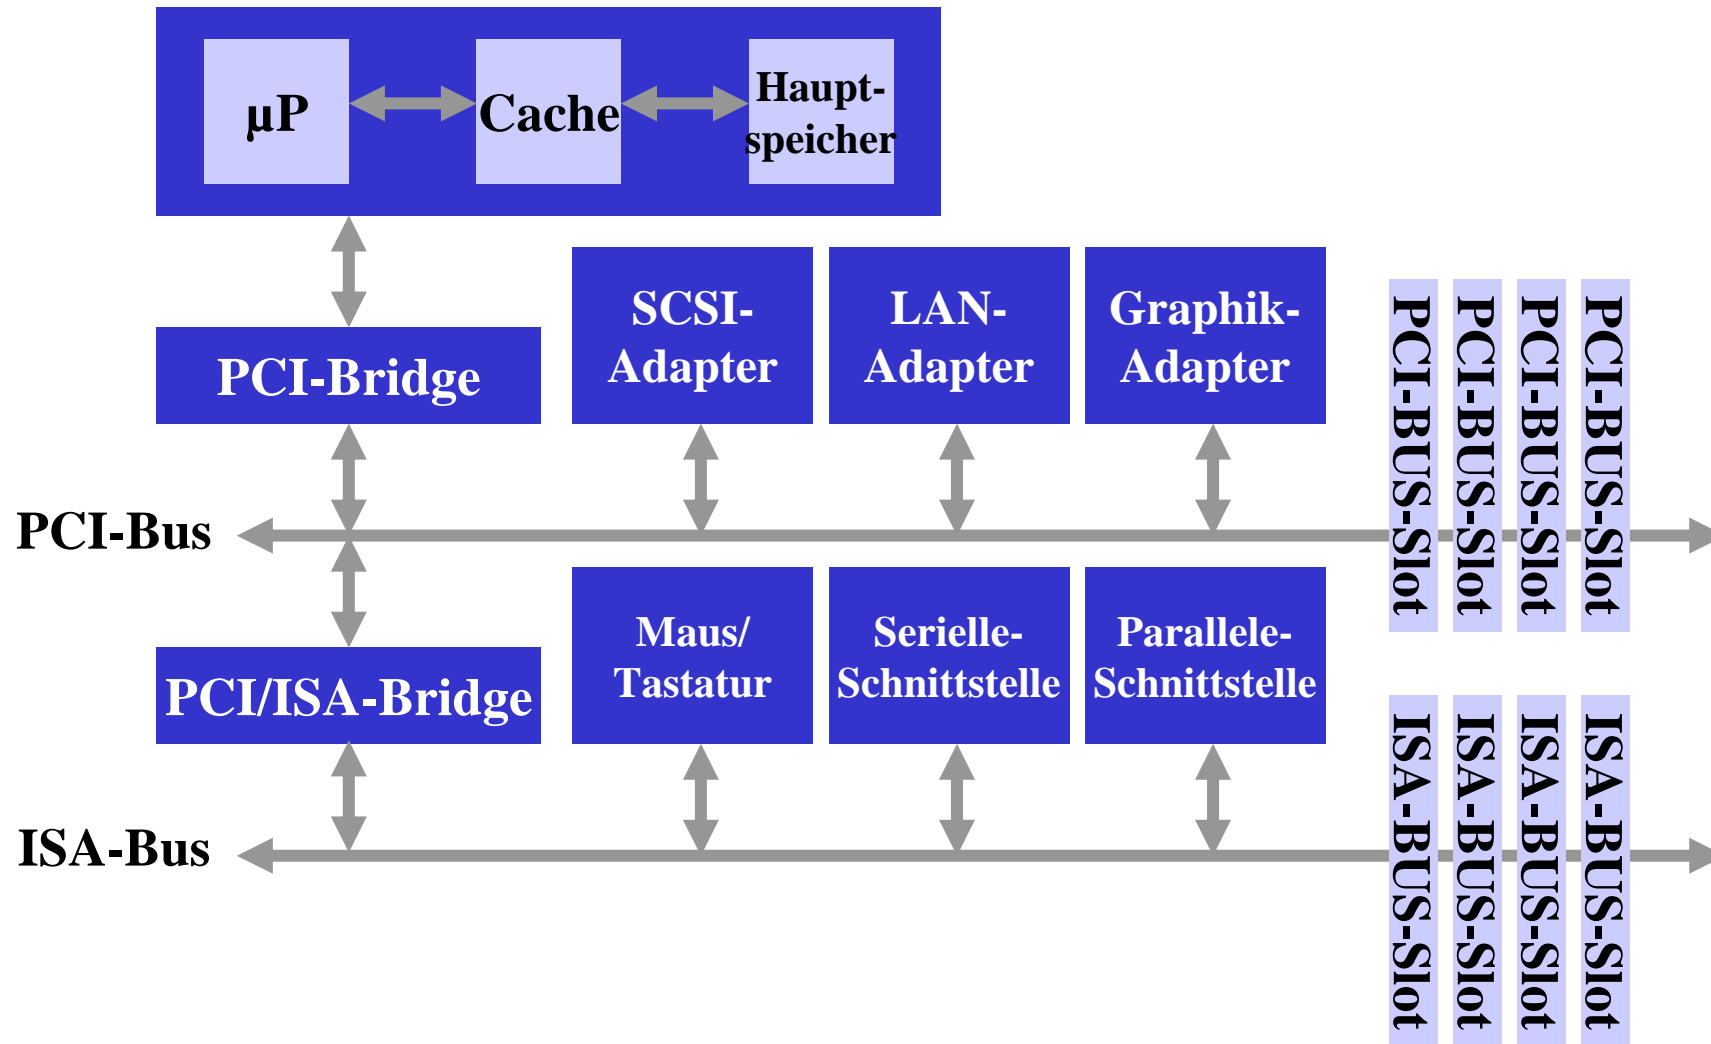 µP
Cache
Haupt-
speicher
PCI-Bridge
SCSI-
Adapter
LAN-
Adapter
Graphik-
Adapter
PCI-BUS-Slot
PCI-BUS-Slot
PCI-BUS-Slot
PCI-BUS-Slot
PCI-Bus
PCI/ISA-Bridge
Maus/
Tastatur
Serielle-
Schnittstelle
Parallele-
Schnittstelle
ISA-BUS-Slot
ISA-BUS-Slot
ISA-BUS-Slot
ISA-BUS-Slot
ISA-Bus